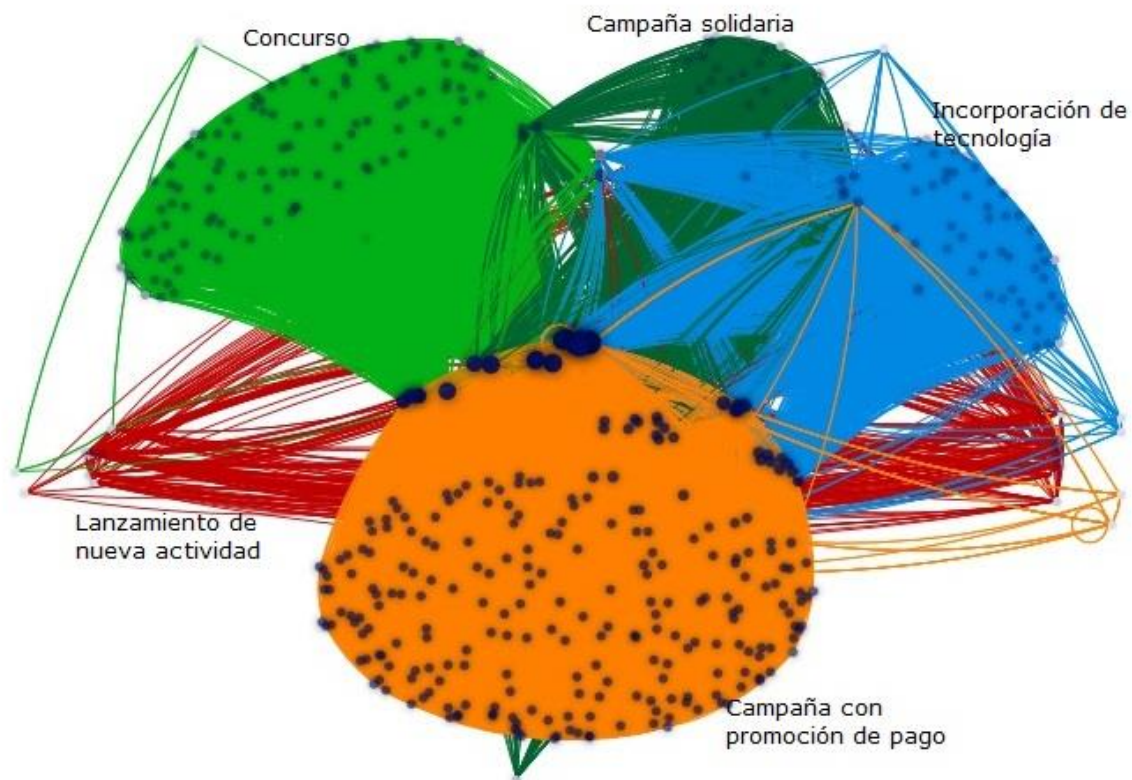 Concurso
Campaña solidaria
Incorporación de
tecnología
Lanzamiento de
nueva actividad
Campaña con
promoción de pago